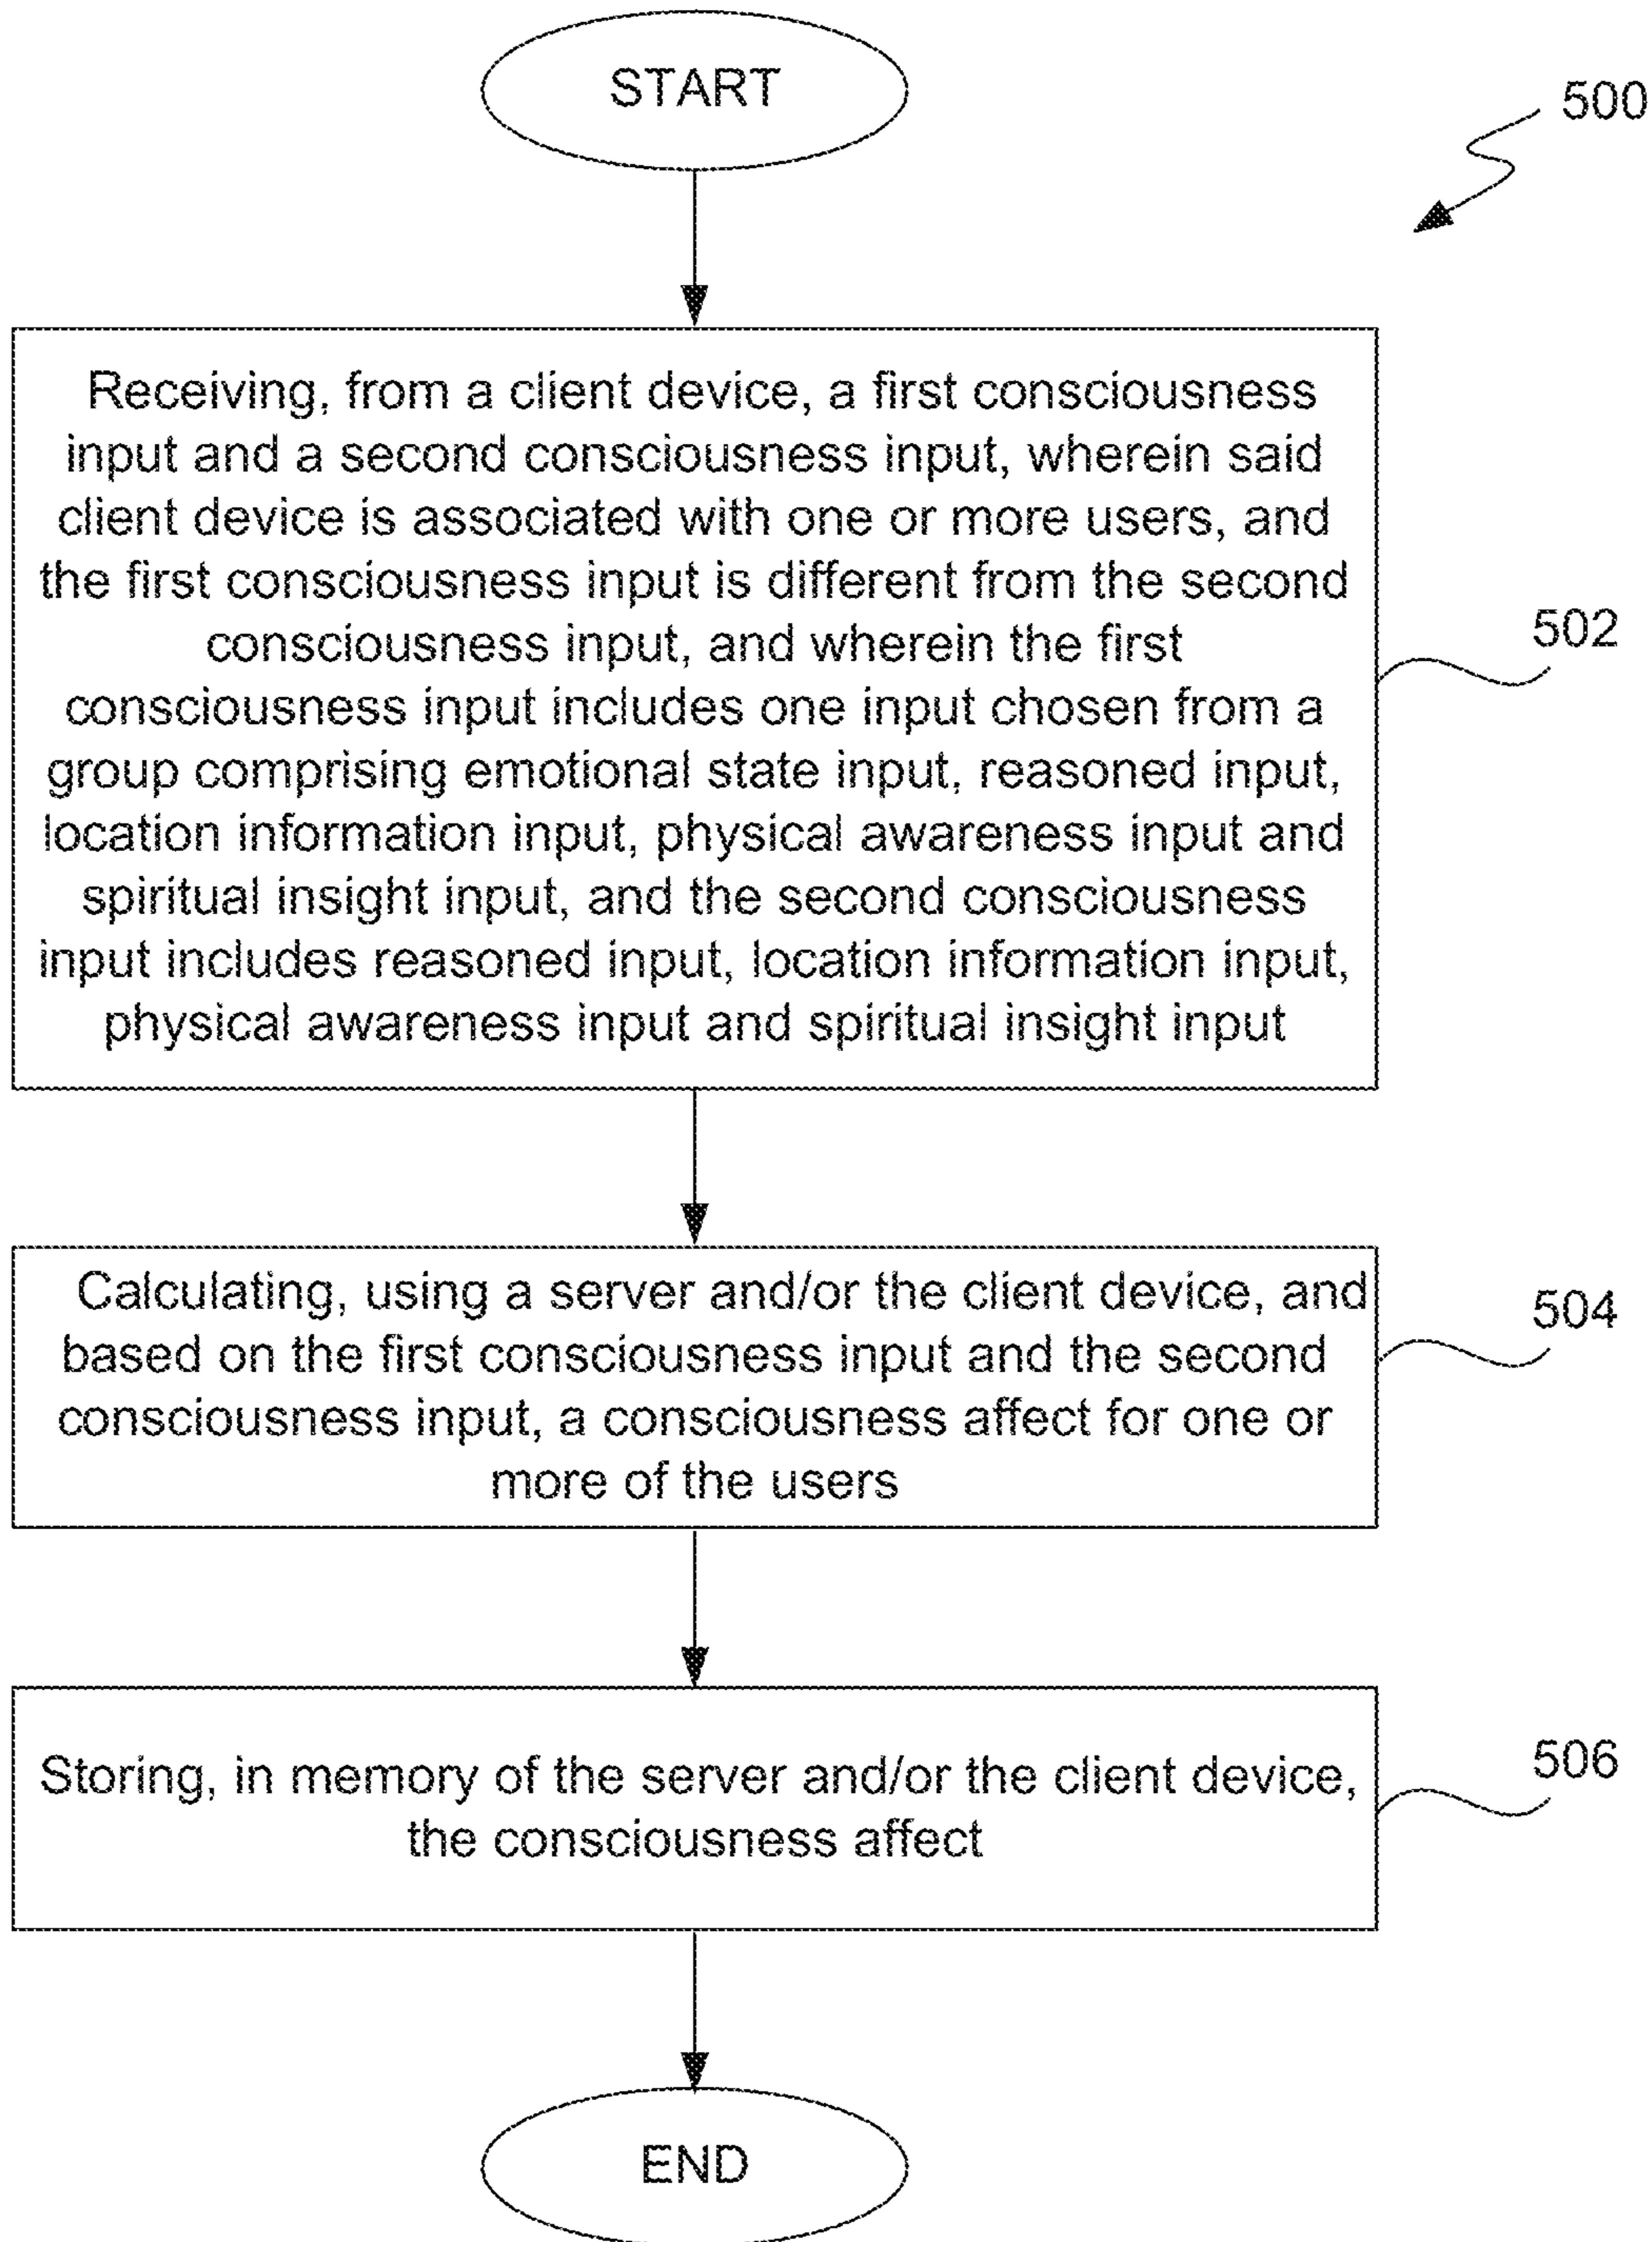 START
500
Receiving, from a client device, a first consciousness
input and a second consciousness input, wherein said
client device is associated with one or more users, and
the first consciousness input is different from the second
consciousness input, and wherein the first
consciousness input includes one input chosen from a
group comprising emotional state input, reasoned input,
location information input, physical awareness input and
spiritual insight input, and the second consciousness
input includes reasoned input, location information input,
physical awareness input and spiritual insight input
502
Calculating, using a server and/or the client device, and
based on the first consciousness input and the second
consciousness input, a consciousness affect for one or
more of the users
504
Storing, in memory of the server and/or the client device,
the consciousness affect
506
END